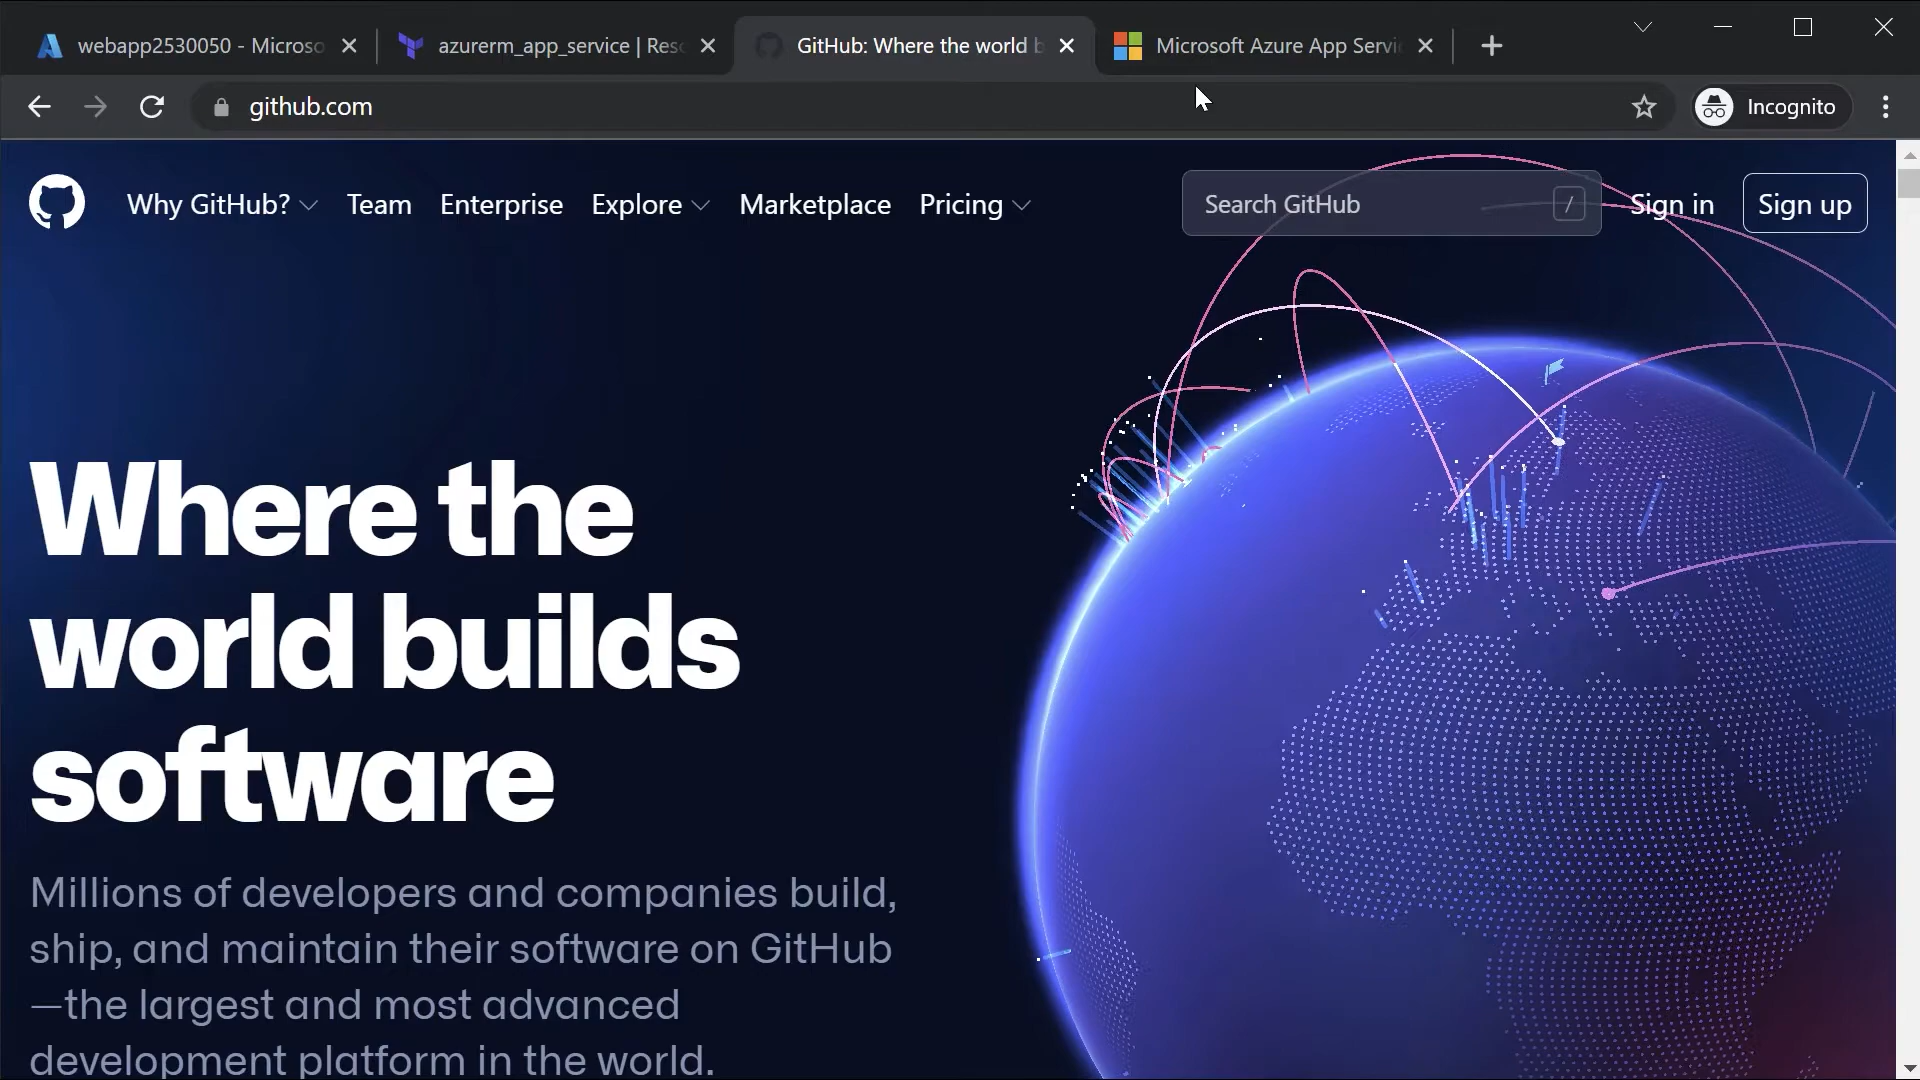 webapp2530050 - Microso
azurerm_app_service | Res
GitHub: Where the world b
Microsoft Azure App Servi
github.com
Incognito
Why GitHub?
Team
Enterprise
Explore
Marketplace
Pricing
Search GitHub
/
Sign in
Sign up
Where the
world builds
software
Millions of developers and companies build,
ship, and maintain their software on GitHub
—the largest and most advanced
development platform in the world.